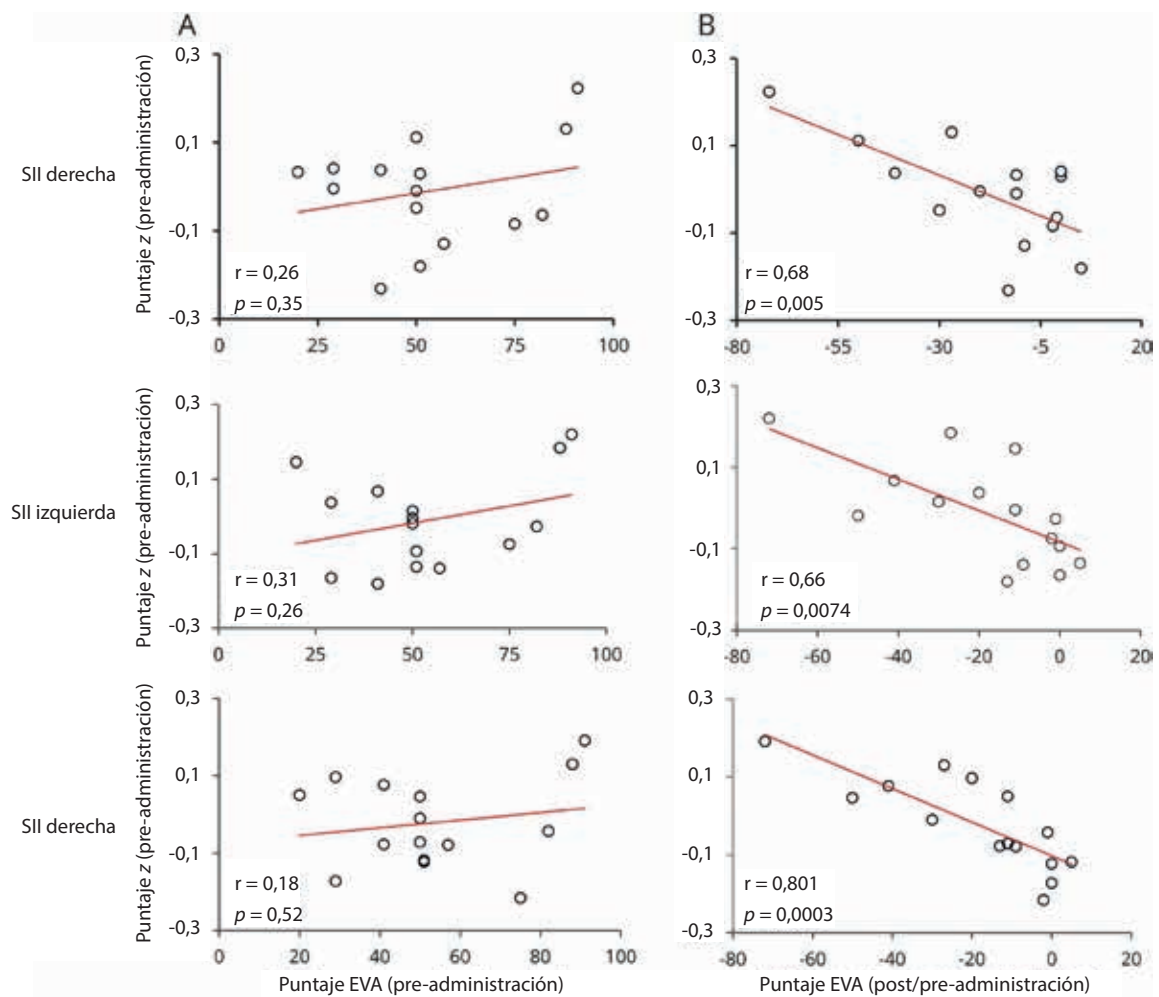 A
B
SII derecha
Puntaje z (pre-administración)
0,3
0,1
-0,1
-0,3
r = 0,26
p = 0,35
0
25
50
75
100
0,3
0,1
-0,1
-0,3
r = 0,68
p = 0,005
-80
-55
-30
-5
20
SII izquierda
Puntaje z (pre-administración)
0,3
0,1
-0,1
-0,3
r = 0,31
p = 0,26
0
25
50
75
100
0,3
0,1
-0,1
-0,3
r = 0,66
p = 0,0074
-80
-60
-40
-20
0
20
SII derecha
Puntaje z (pre-administración)
0,3
0,1
-0,1
-0,3
r = 0,18
p = 0,52
0
20
40
60
80
100
Puntaje EVA (pre-administración)
0,3
0,1
-0,1
-0,3
r = 0,801
p = 0,0003
-80
-60
-40
-20
0
20
Puntaje EVA (post/pre-administración)